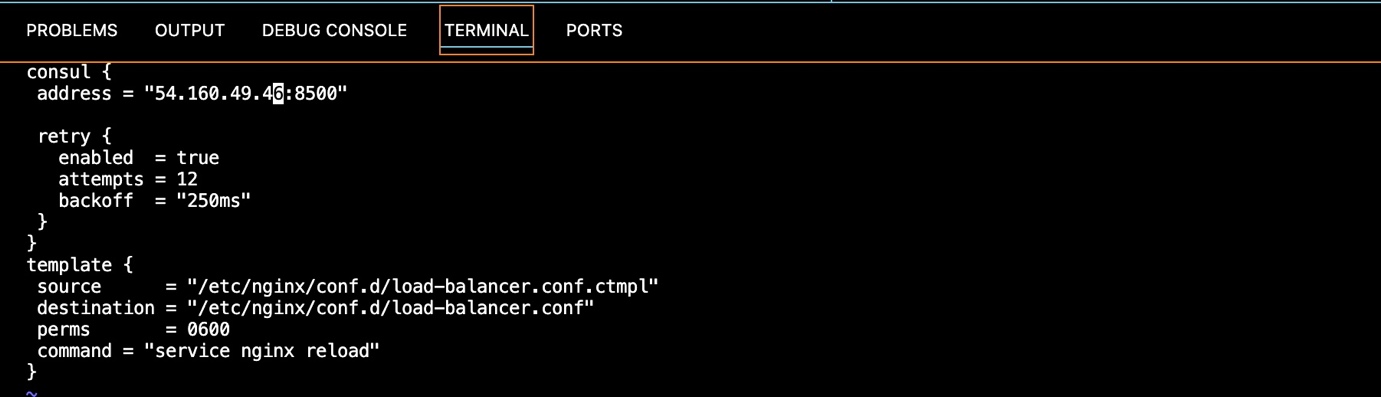 PROBLEMS OUTPUT DEBUG CONSOLE TERMINAL PORTS
consul {
 address = "54.160.49.46:8500"

 retry {
   enabled  = true
   attempts = 12
   backoff  = "250ms"
 }
}
template {
 source      = "/etc/nginx/conf.d/load-balancer.conf.ctmpl"
 destination = "/etc/nginx/conf.d/load-balancer.conf"
 perms       = 0600
 command = "service nginx reload"
}
~